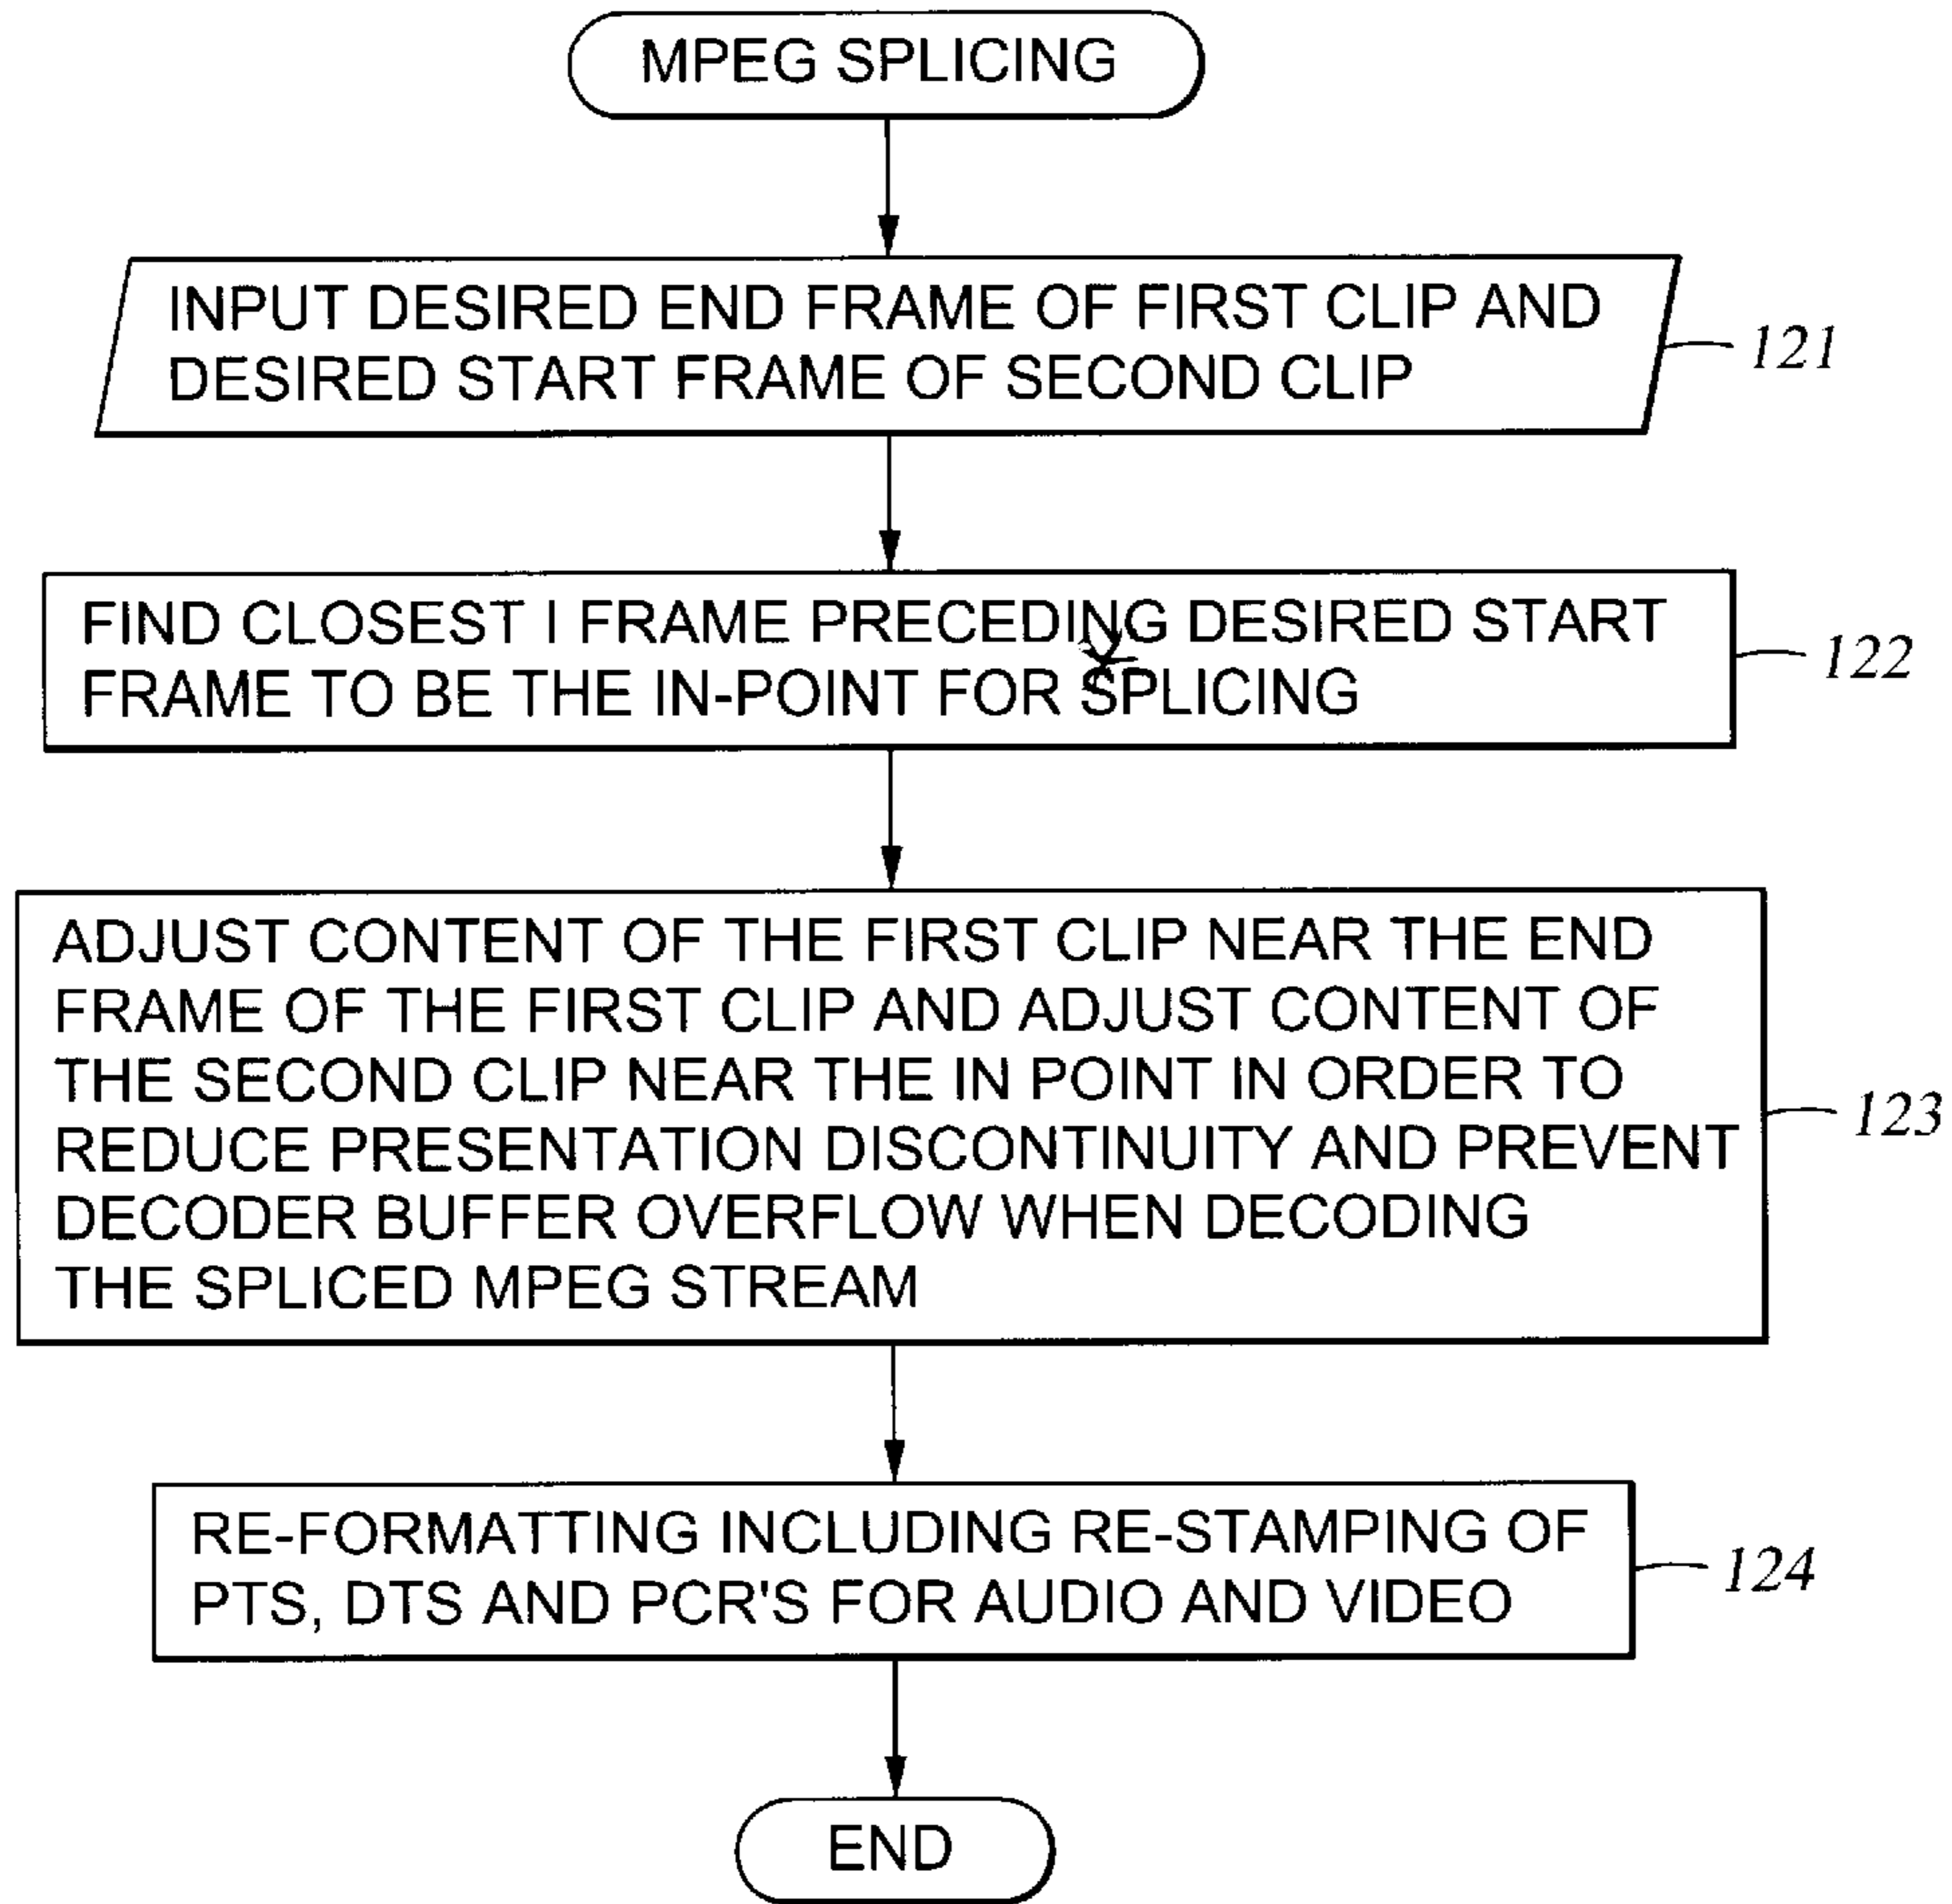 MPEG SPLICING
INPUT DESIRED END FRAME OF FIRST CLIP AND
DESIRED START FRAME OF SECOND CLIP
121
FIND CLOSEST I FRAME PRECEDING DESIRED START
FRAME TO BE THE IN-POINT FOR SPLICING
122
ADJUST CONTENT OF THE FIRST CLIP NEAR THE END
FRAME OF THE FIRST CLIP AND ADJUST CONTENT OF
THE SECOND CLIP NEAR THE IN POINT IN ORDER TO
REDUCE PRESENTATION DISCONTINUITY AND PREVENT
DECODER BUFFER OVERFLOW WHEN DECODING
THE SPLICED MPEG STREAM
123
RE-FORMATTING INCLUDING RE-STAMPING OF
PTS, DTS AND PCR'S FOR AUDIO AND VIDEO
124
END